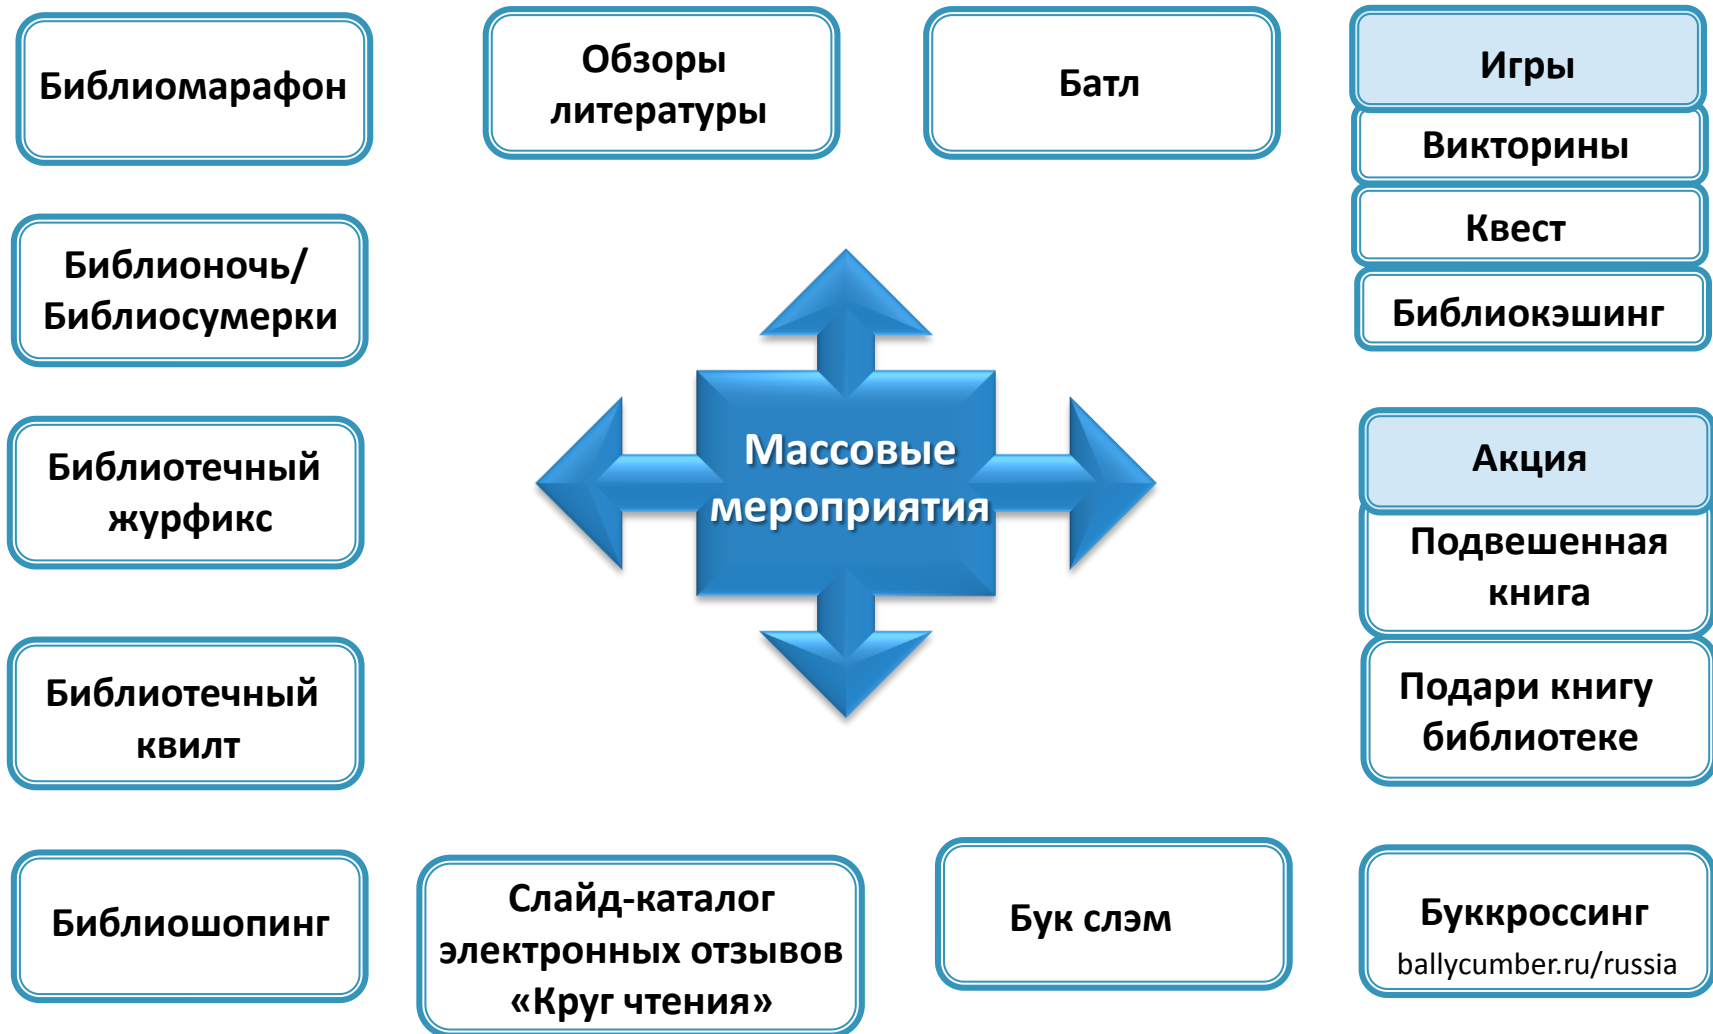 Библиомарафон
Обзоры
литературы
Батл
Игры
Викторины
Квест
Библиокэшинг
Библионочь/
Библиосумерки
Массовые
мероприятия
Библиотечный
журфикс
Акция
Подвешенная
книга
Подари книгу
библиотеке
Библиотечный
квилт
Библиошопинг
Слайд-каталог
электронных отзывов
«Круг чтения»
Бук слэм
Буккроссинг
ballycumber.ru/russia